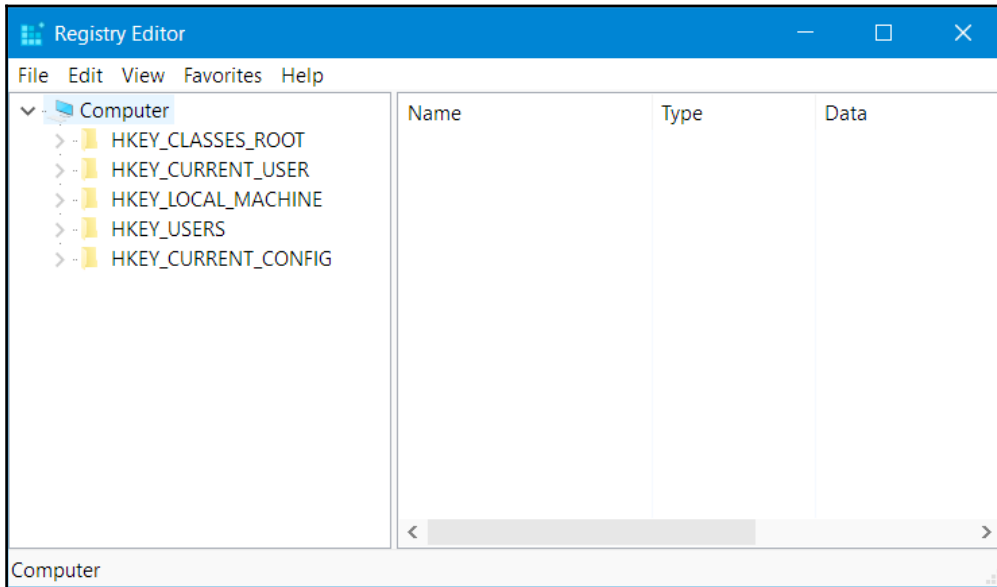 Registry Editor
File Edit View Favorites Help
Computer
HKEY_CLASSES_ROOT
HKEY_CURRENT_USER
HKEY_LOCAL_MACHINE
HKEY_USERS
HKEY_CURRENT_CONFIG
Name Type Data
Computer